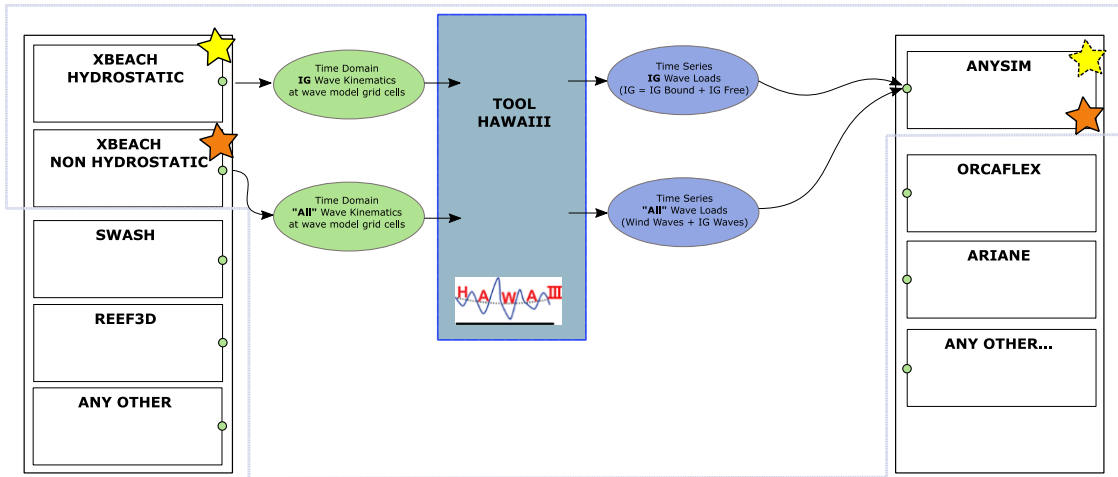 XBEACH
HYDROSTATIC
XBEACH
NON HYDROSTATIC
SWASH
REEF3D
ANY OTHER
Time Domain
IG Wave Kinematics
at wave model grid cells
Time Domain
"All" Wave Kinematics
at wave model grid cells
TOOL
HAWAIII
HAWAIII
Time Series
IG Wave Loads
(IG = IG Bound + IG Free)
Time Series
"All" Wave Loads
(Wind Waves + IG Waves)
ANYSIM
ORCAFLEX
ARIANE
ANY OTHER...